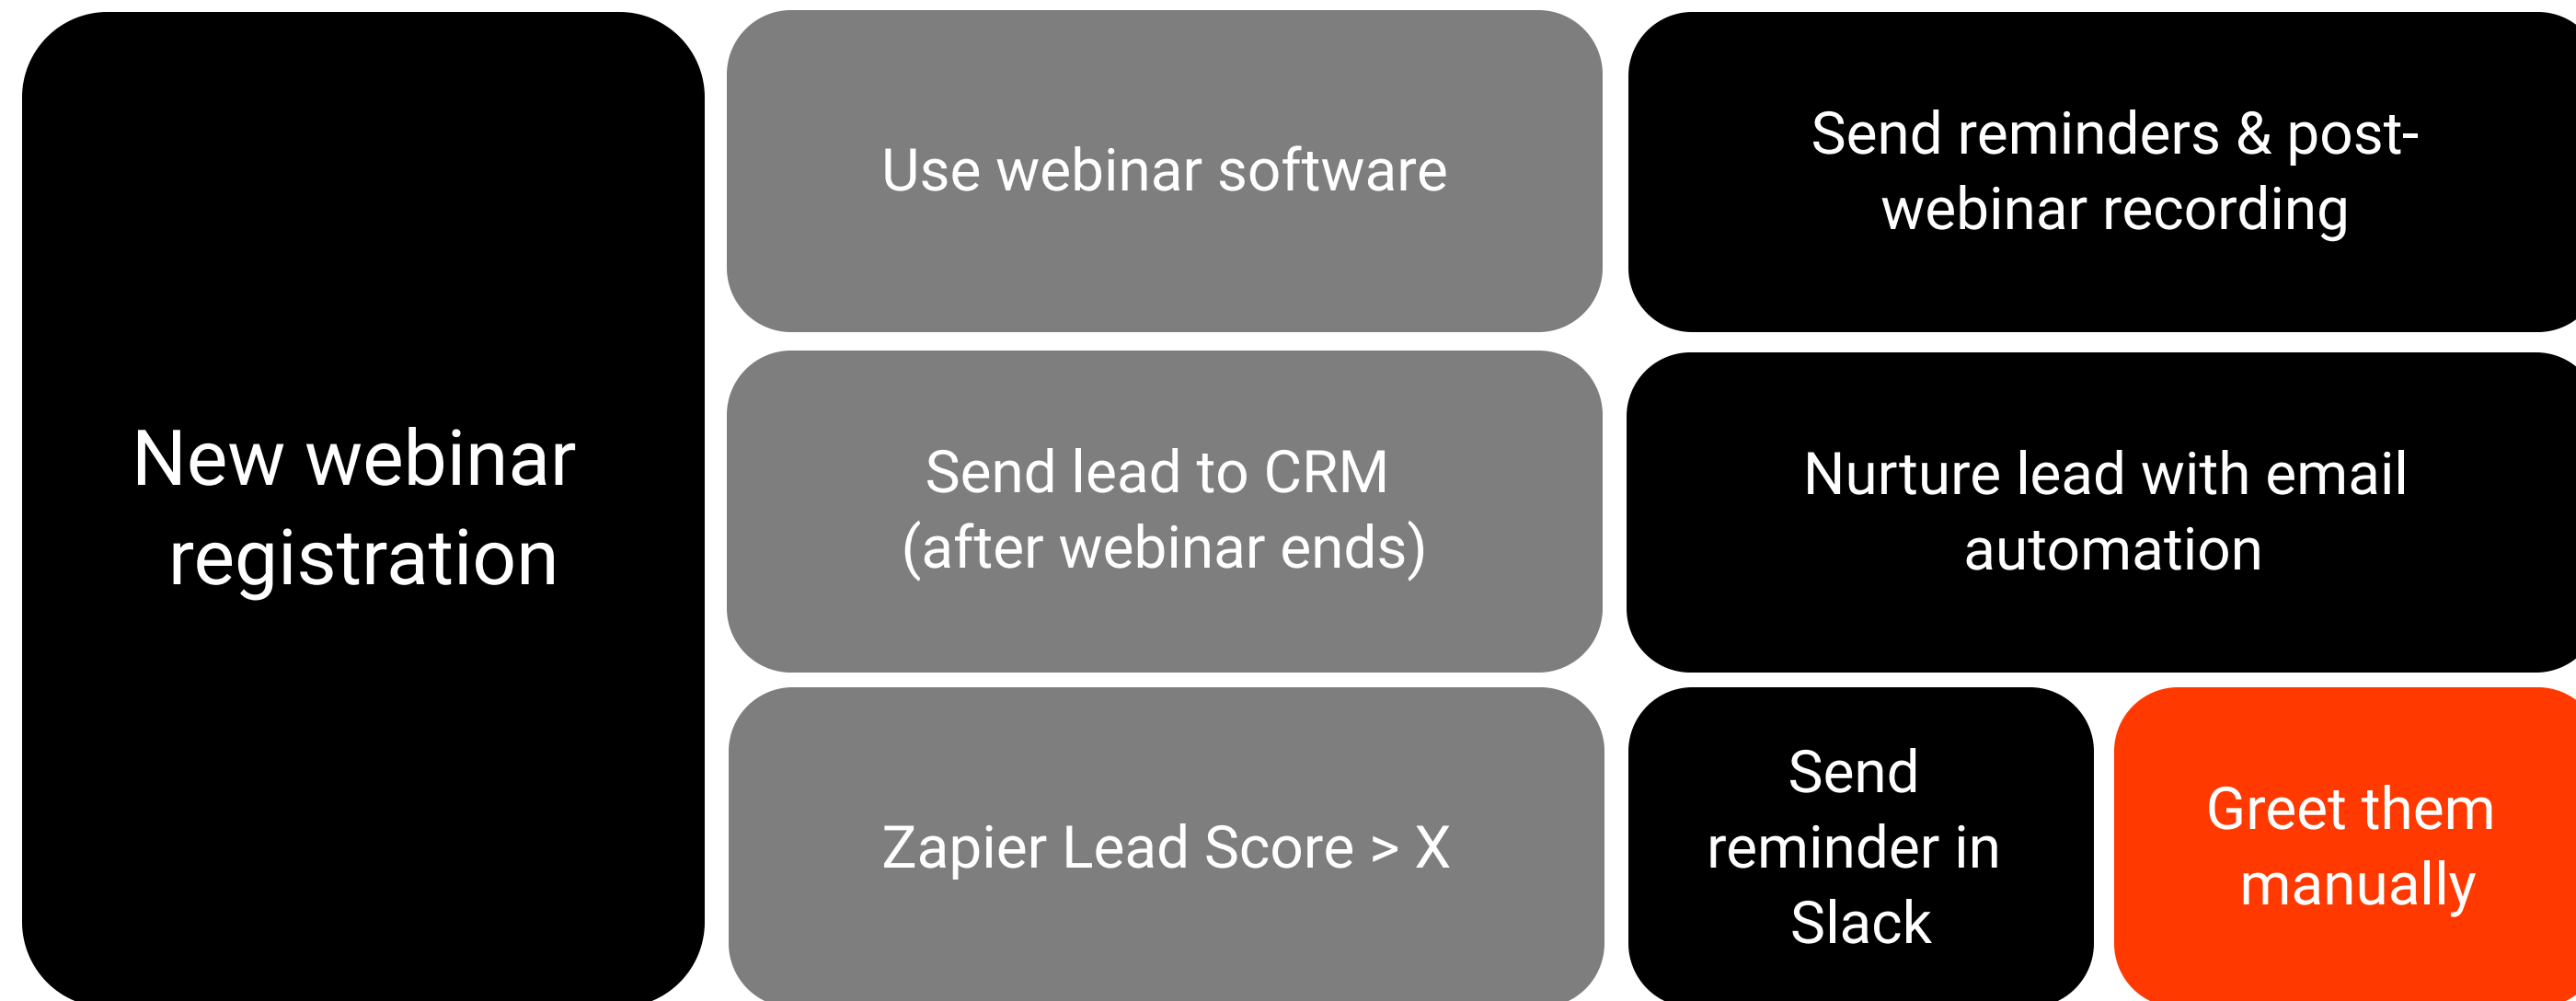 New webinar
registration
Use webinar software
Send reminders & post-
webinar recording
Send lead to CRM
(after webinar ends)
Nurture lead with email
automation
Zapier Lead Score > X
Send
reminder in
Slack
Greet them
manually